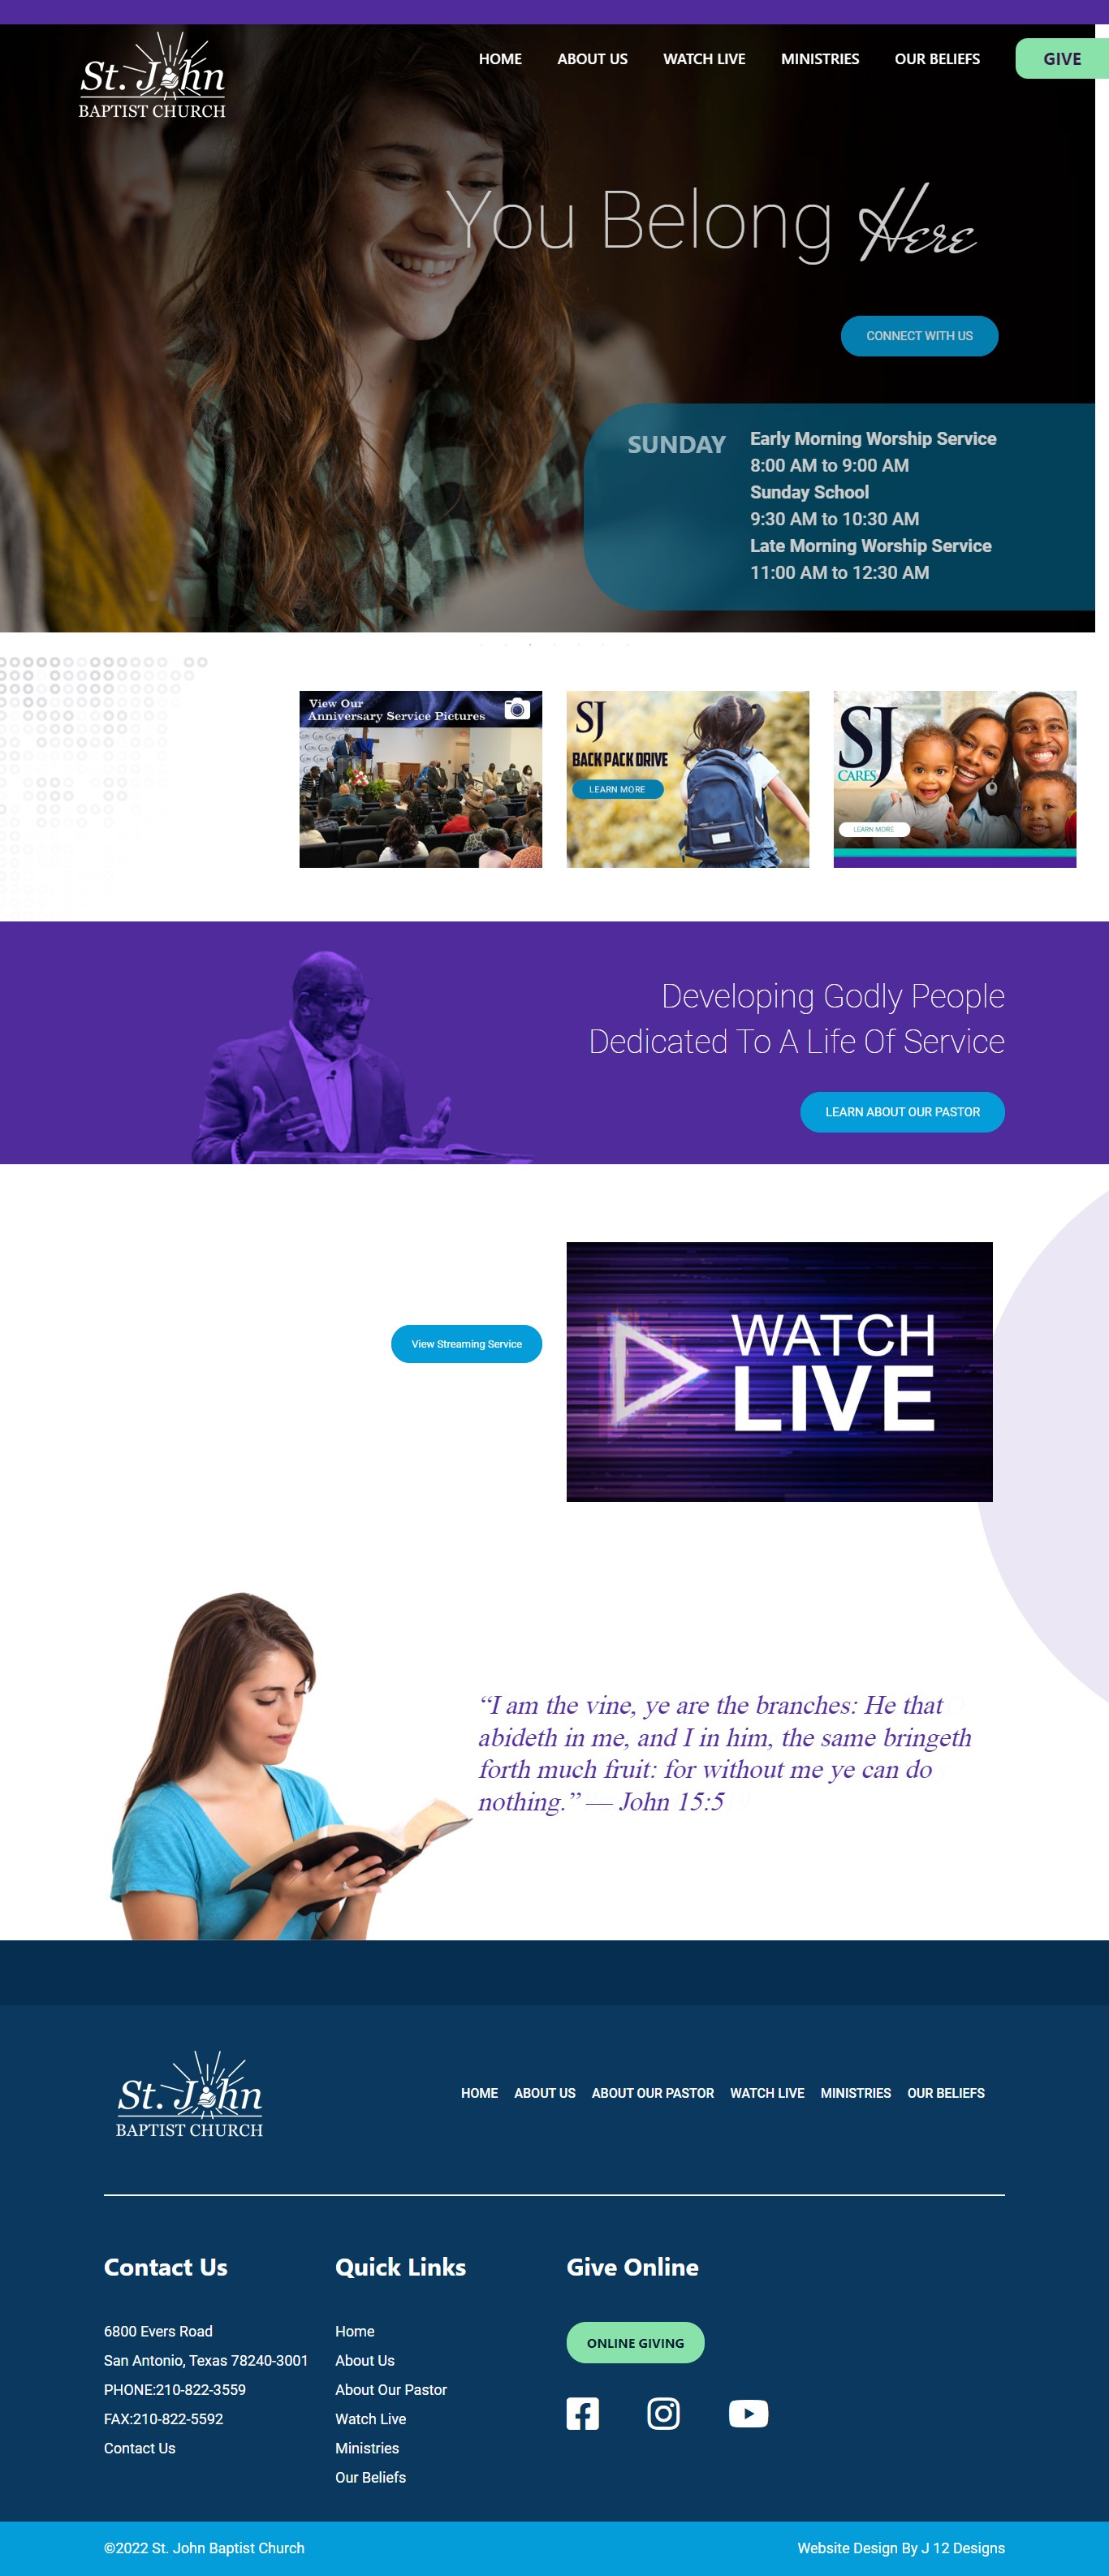 St. John
BAPTIST CHURCH
HOME ABOUT US WATCH LIVE MINISTRIES OUR BELIEFS GIVE
You Belong Here
CONNECT WITH US
SUNDAY
Early Morning Worship Service
8:00 AM to 9:00 AM
Sunday School
9:30 AM to 10:30 AM
Late Morning Worship Service
11:00 AM to 12:30 AM
View Our
Anniversary Service Pictures
SJ
BACK PACK DRIVE
LEARN MORE
SJ
CARES
LEARN MORE
Developing Godly People
Dedicated To A Life Of Service
LEARN ABOUT OUR PASTOR
View Streaming Service
WATCH
LIVE
“I am the vine, ye are the branches: He that
abideth in me, and I in him, the same bringeth
forth much fruit: for without me ye can do
nothing.” — John 15:5
St. John
BAPTIST CHURCH
HOME ABOUT US ABOUT OUR PASTOR WATCH LIVE MINISTRIES OUR BELIEFS
Contact Us
6800 Evers Road
San Antonio, Texas 78240-3001
PHONE:210-822-3559
FAX:210-822-5592
Contact Us
Quick Links
Home
About Us
About Our Pastor
Watch Live
Ministries
Our Beliefs
Give Online
ONLINE GIVING
©2022 St. John Baptist Church
Website Design By J 12 Designs